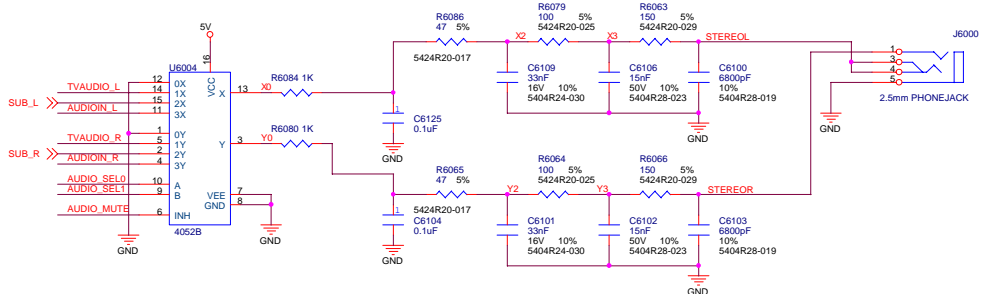 5V
16
U6004
VCC
12
0X
TVAUDIO_L
14
1X
X
13
X0
R6084 1K
SUB_L
15
2X
AUDIOIN_L
11
3X
1
0Y
TVAUDIO_R
5
1Y
Y
3
Y0
R6080 1K
SUB_R
2
2Y
AUDIOIN_R
4
3Y
AUDIO_SEL0
10
A
AUDIO_SEL1
9
B
VEE
7
GND
8
AUDIO_MUTE
6
INH
4052B
GND
GND
R6086
47 5%
5424R20-017
1
C6125
0.1uF
GND
X2
R6079
100 5%
5424R20-025
X3
R6063
150 5%
5424R20-029
STEREOL
C6109
33nF
16V 10%
5404R24-030
C6106
15nF
50V 10%
5404R28-023
C6100
6800pF
10%
5404R28-019
GND
J6000
1
3
4
5
2.5mm PHONEJACK
GND
R6065
47 5%
5424R20-017
1
C6104
0.1uF
GND
Y2
R6064
100 5%
5424R20-025
Y3
R6066
150 5%
5424R20-029
STEREOR
C6101
33nF
16V 10%
5404R24-030
C6102
15nF
50V 10%
5404R28-023
C6103
6800pF
10%
5404R28-019
GND